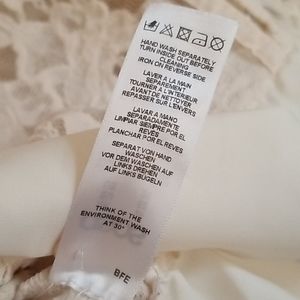 HAND WASH SEPARATELY
TURN INSIDE OUT BEFORE
CLEANING
IRON ON REVERSE SIDE
LAVER A LA MAIN
SEPAREMENT
TOURNER A L'INTERIEUR
AVANT DE NETTOYER
REPASSER SUR L'ENVERS
LAVAR A MANO
SEPARADAMENTE
LIMPIAR SIEMPRE POR EL
REVES
PLANCHAR POR EL REVES
SEPARAT VON HAND
WASCHEN
VOR DEM WASCHEN AUF
LINKS DREHEN
AUF LINKS BÜGELN
THINK OF THE
ENVIRONMENT WASH
AT 30°
BFE